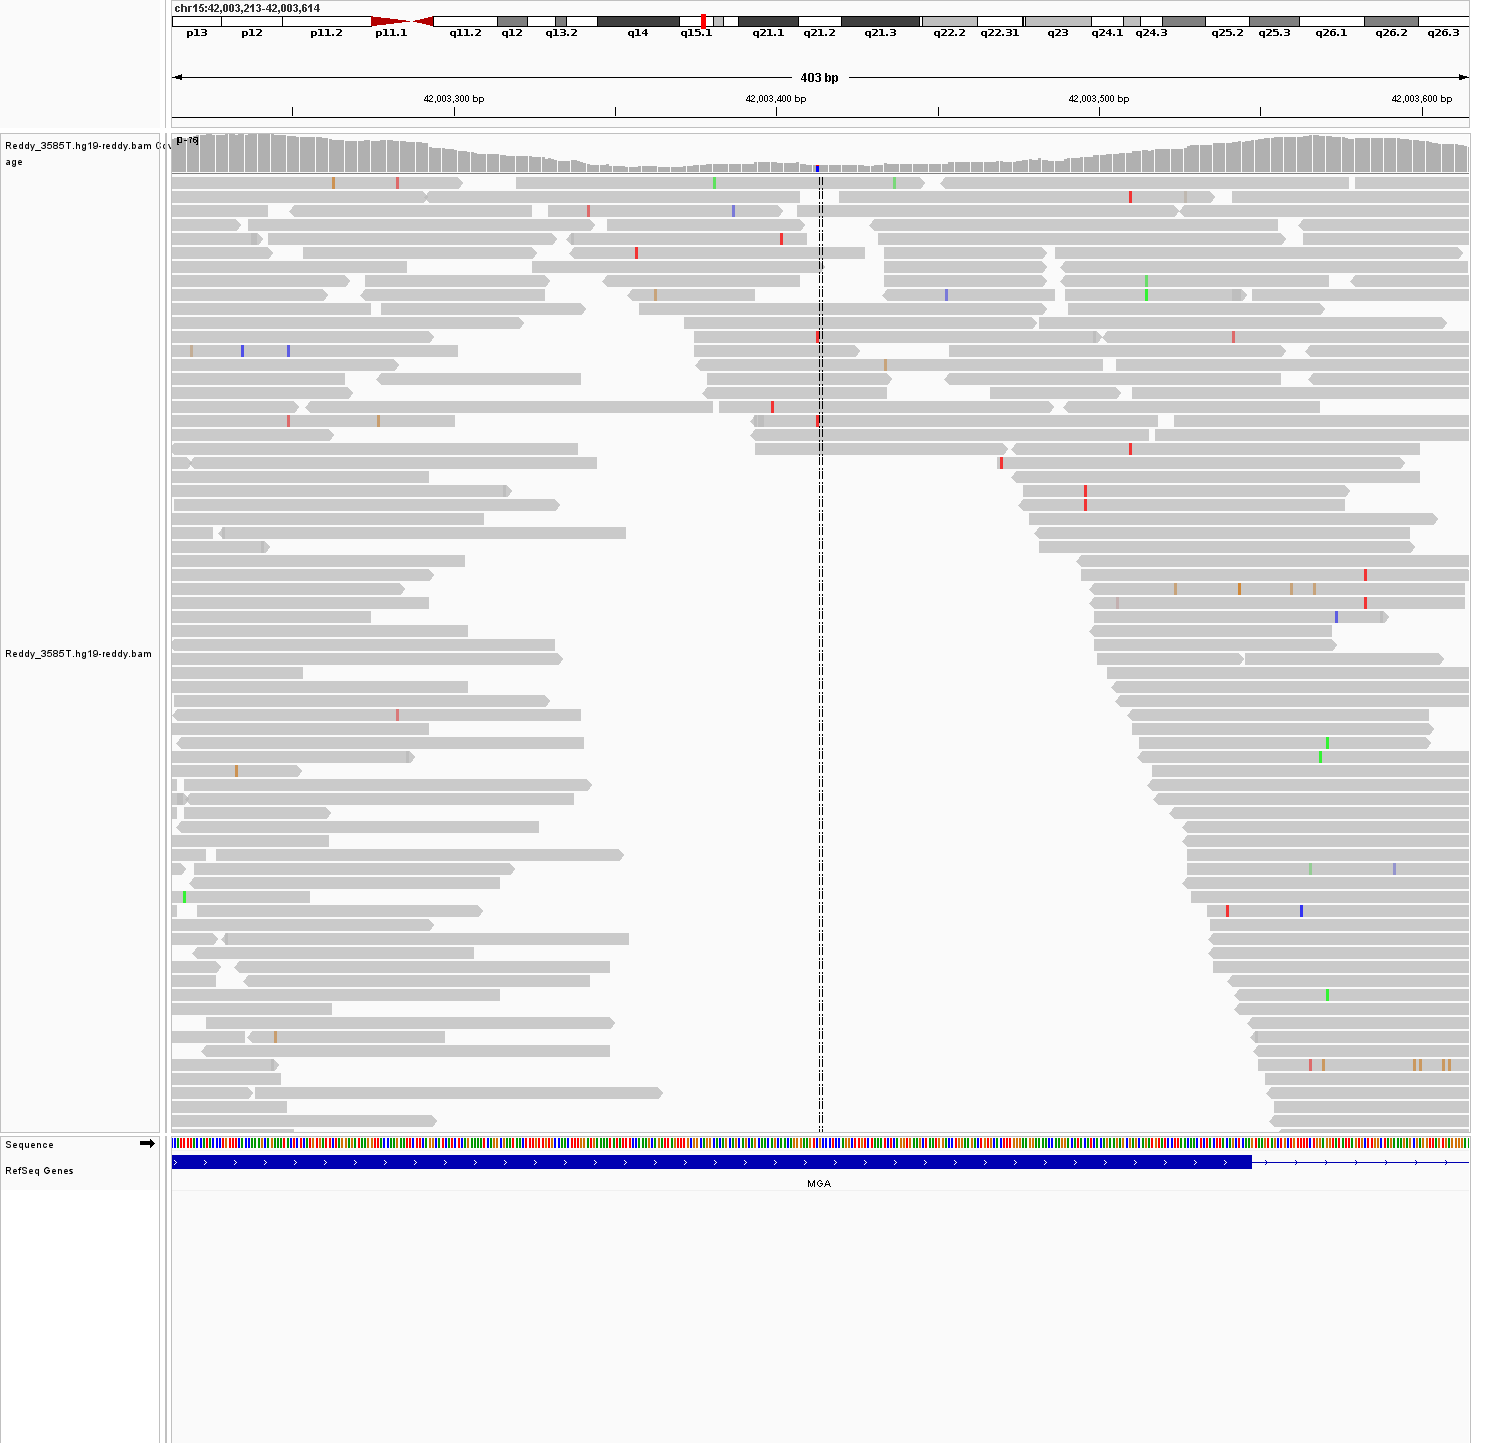 chr15:42,003,213-42,003,614
p13 p12 p11.2 p11.1 q11.2 q12 q13.2 q14 q15.1 q21.1 q21.2 q21.3 q22.2 q22.31 q23 q24.1 q24.3 q25.2 q25.3 q26.1 q26.2 q26.3
403 bp
42,003,300 bp 42,003,400 bp 42,003,500 bp 42,003,600 bp
Reddy_3585T.hg19-reddy.bam Cov
age
Reddy_3585T.hg19-reddy.bam
Sequence
RefSeq Genes
MGA